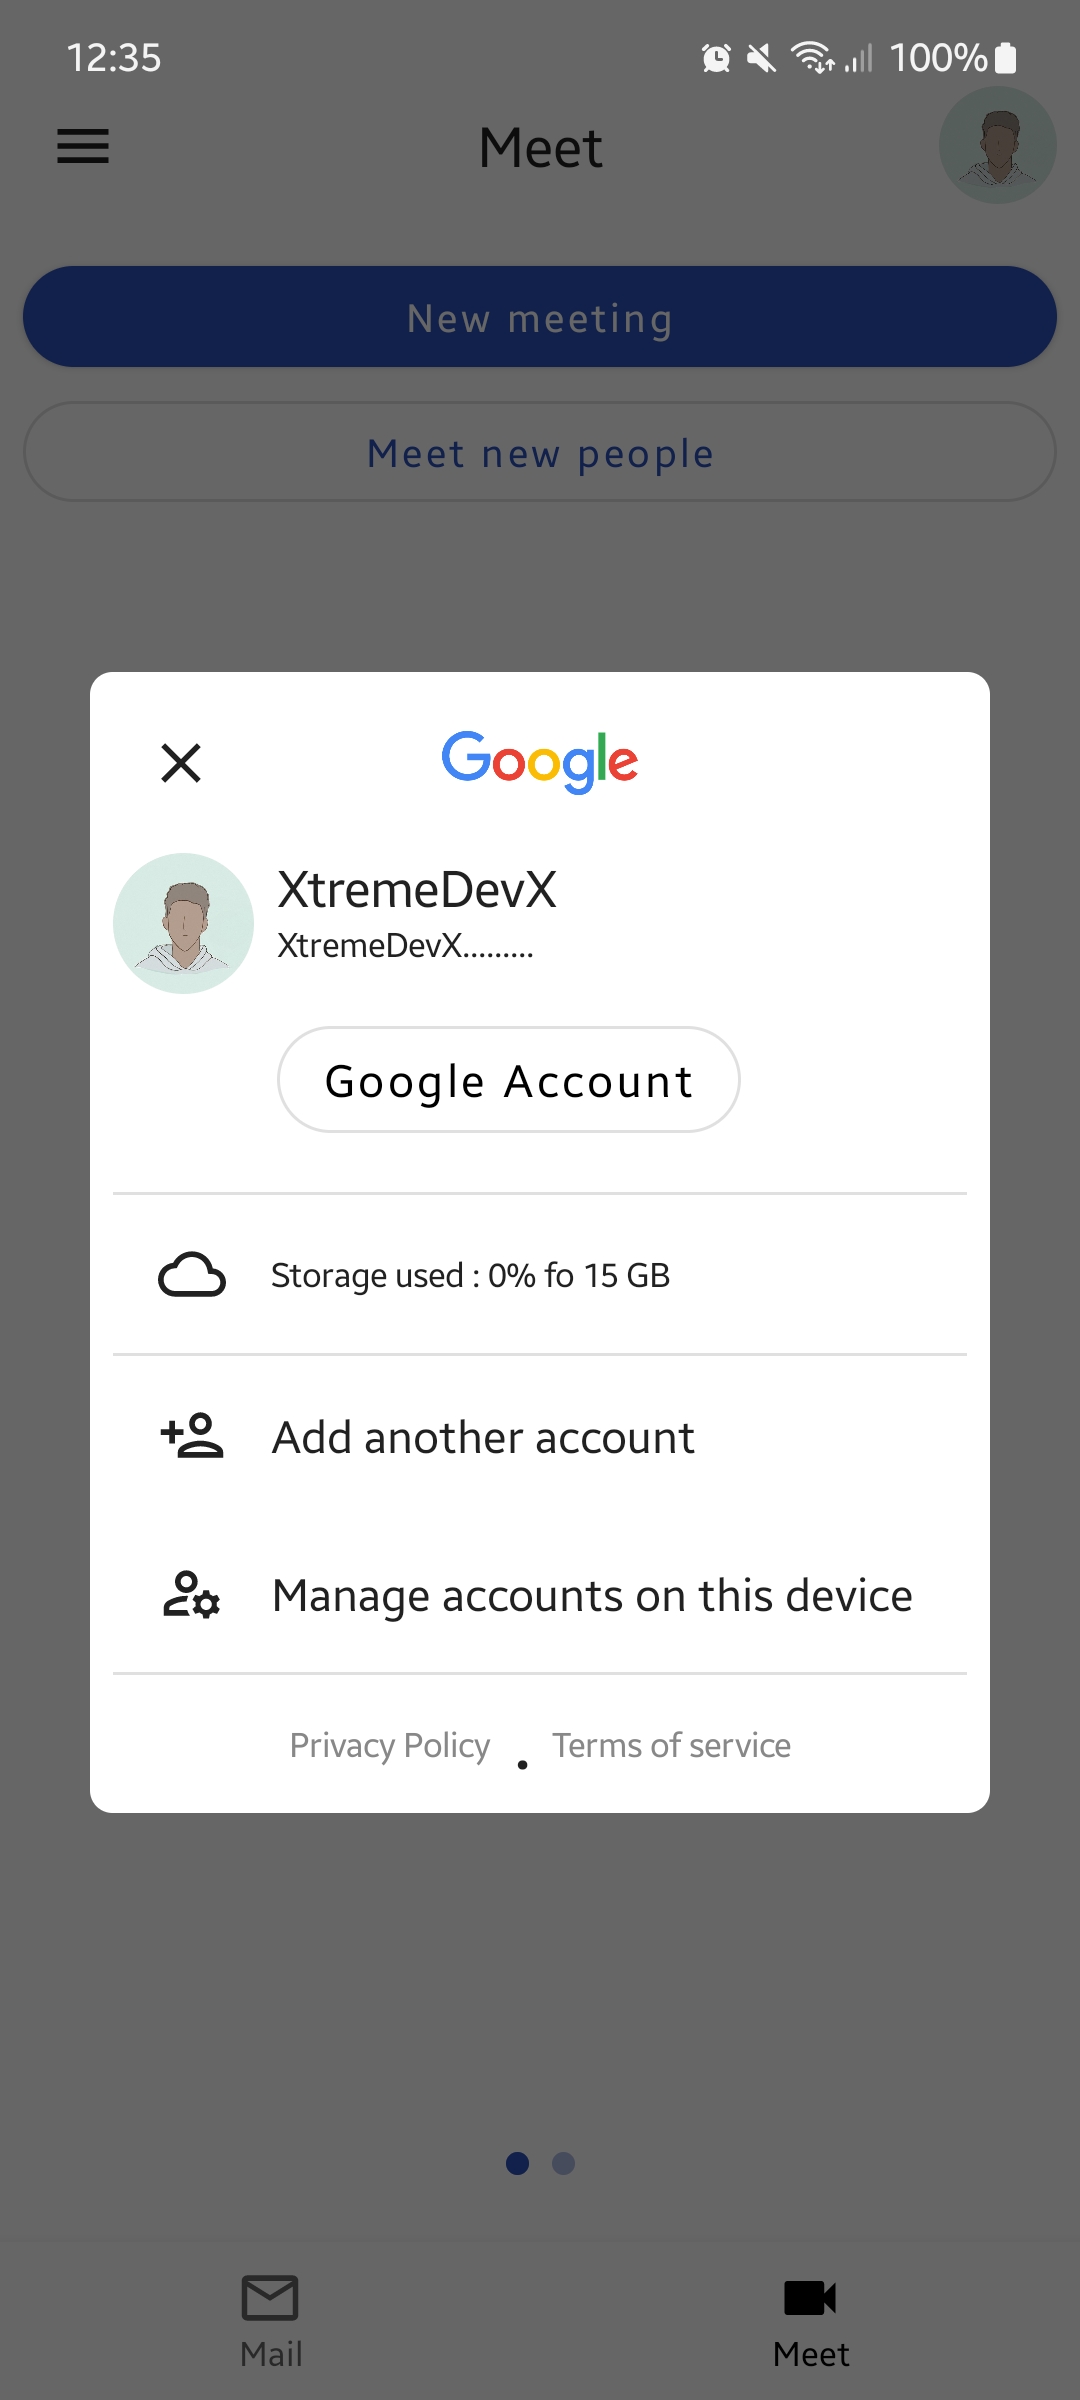 12:35
100%
Meet
New meeting
Meet new people
Google
XtremeDevX
XtremeDevX.........
Google Account
Storage used : 0% fo 15 GB
Add another account
Manage accounts on this device
Privacy Policy . Terms of service
Mail
Meet